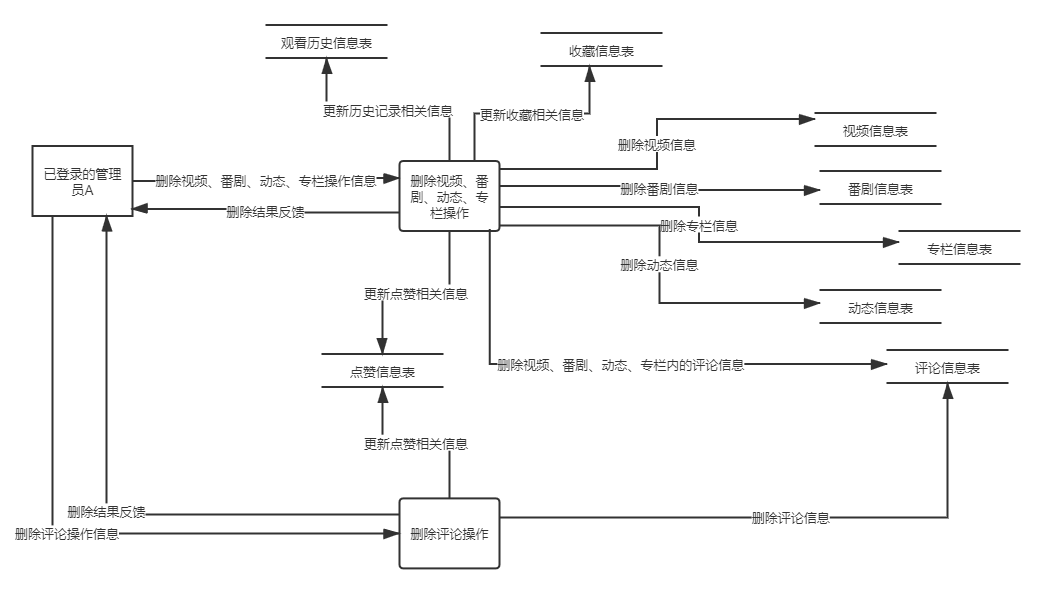 观看历史信息表
收藏信息表
更新历史记录相关信息
更新收藏相关信息
视频信息表
删除视频信息
已登录的管理
员A
删除视频、番剧、动态、专栏操作信息
删除视频、番
剧、动态、专
栏操作
删除番剧信息
番剧信息表
删除结果反馈
删除专栏信息
专栏信息表
删除动态信息
更新点赞相关信息
动态信息表
点赞信息表
删除视频、番剧、动态、专栏内的评论信息
评论信息表
更新点赞相关信息
删除结果反馈
删除评论信息
删除评论操作信息
删除评论操作